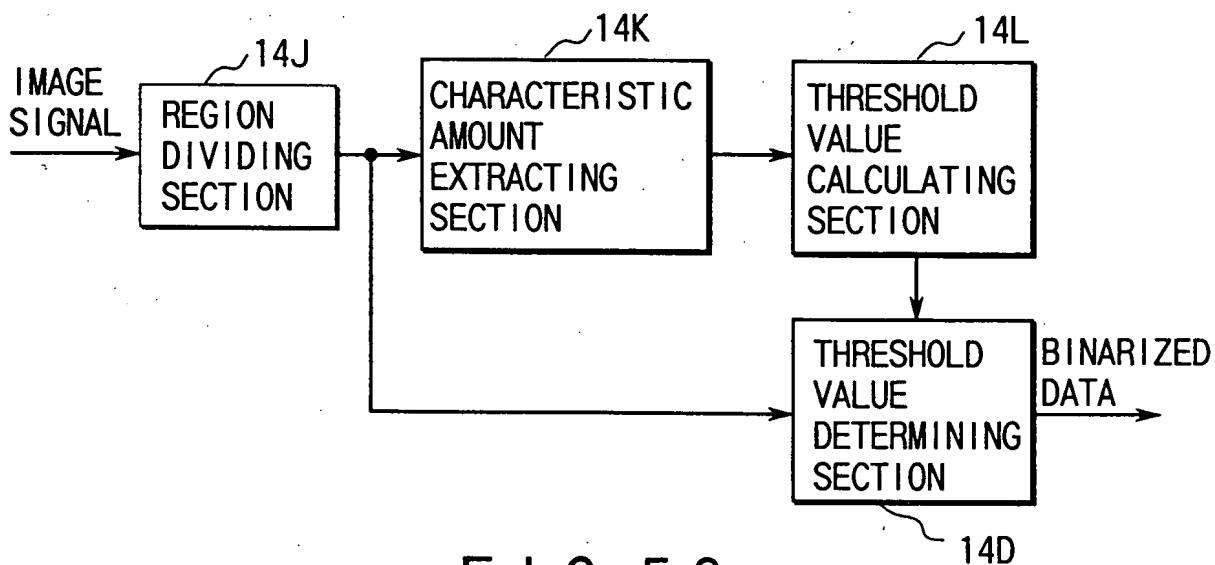 14J
14K
14L
IMAGE
SIGNAL
REGION
DIVIDING
SECTION
CHARACTERISTIC
AMOUNT
EXTRACTING
SECTION
THRESHOLD
VALUE
CALCULATING
SECTION
THRESHOLD
VALUE
DETERMINING
SECTION
BINARIZED
DATA
14D